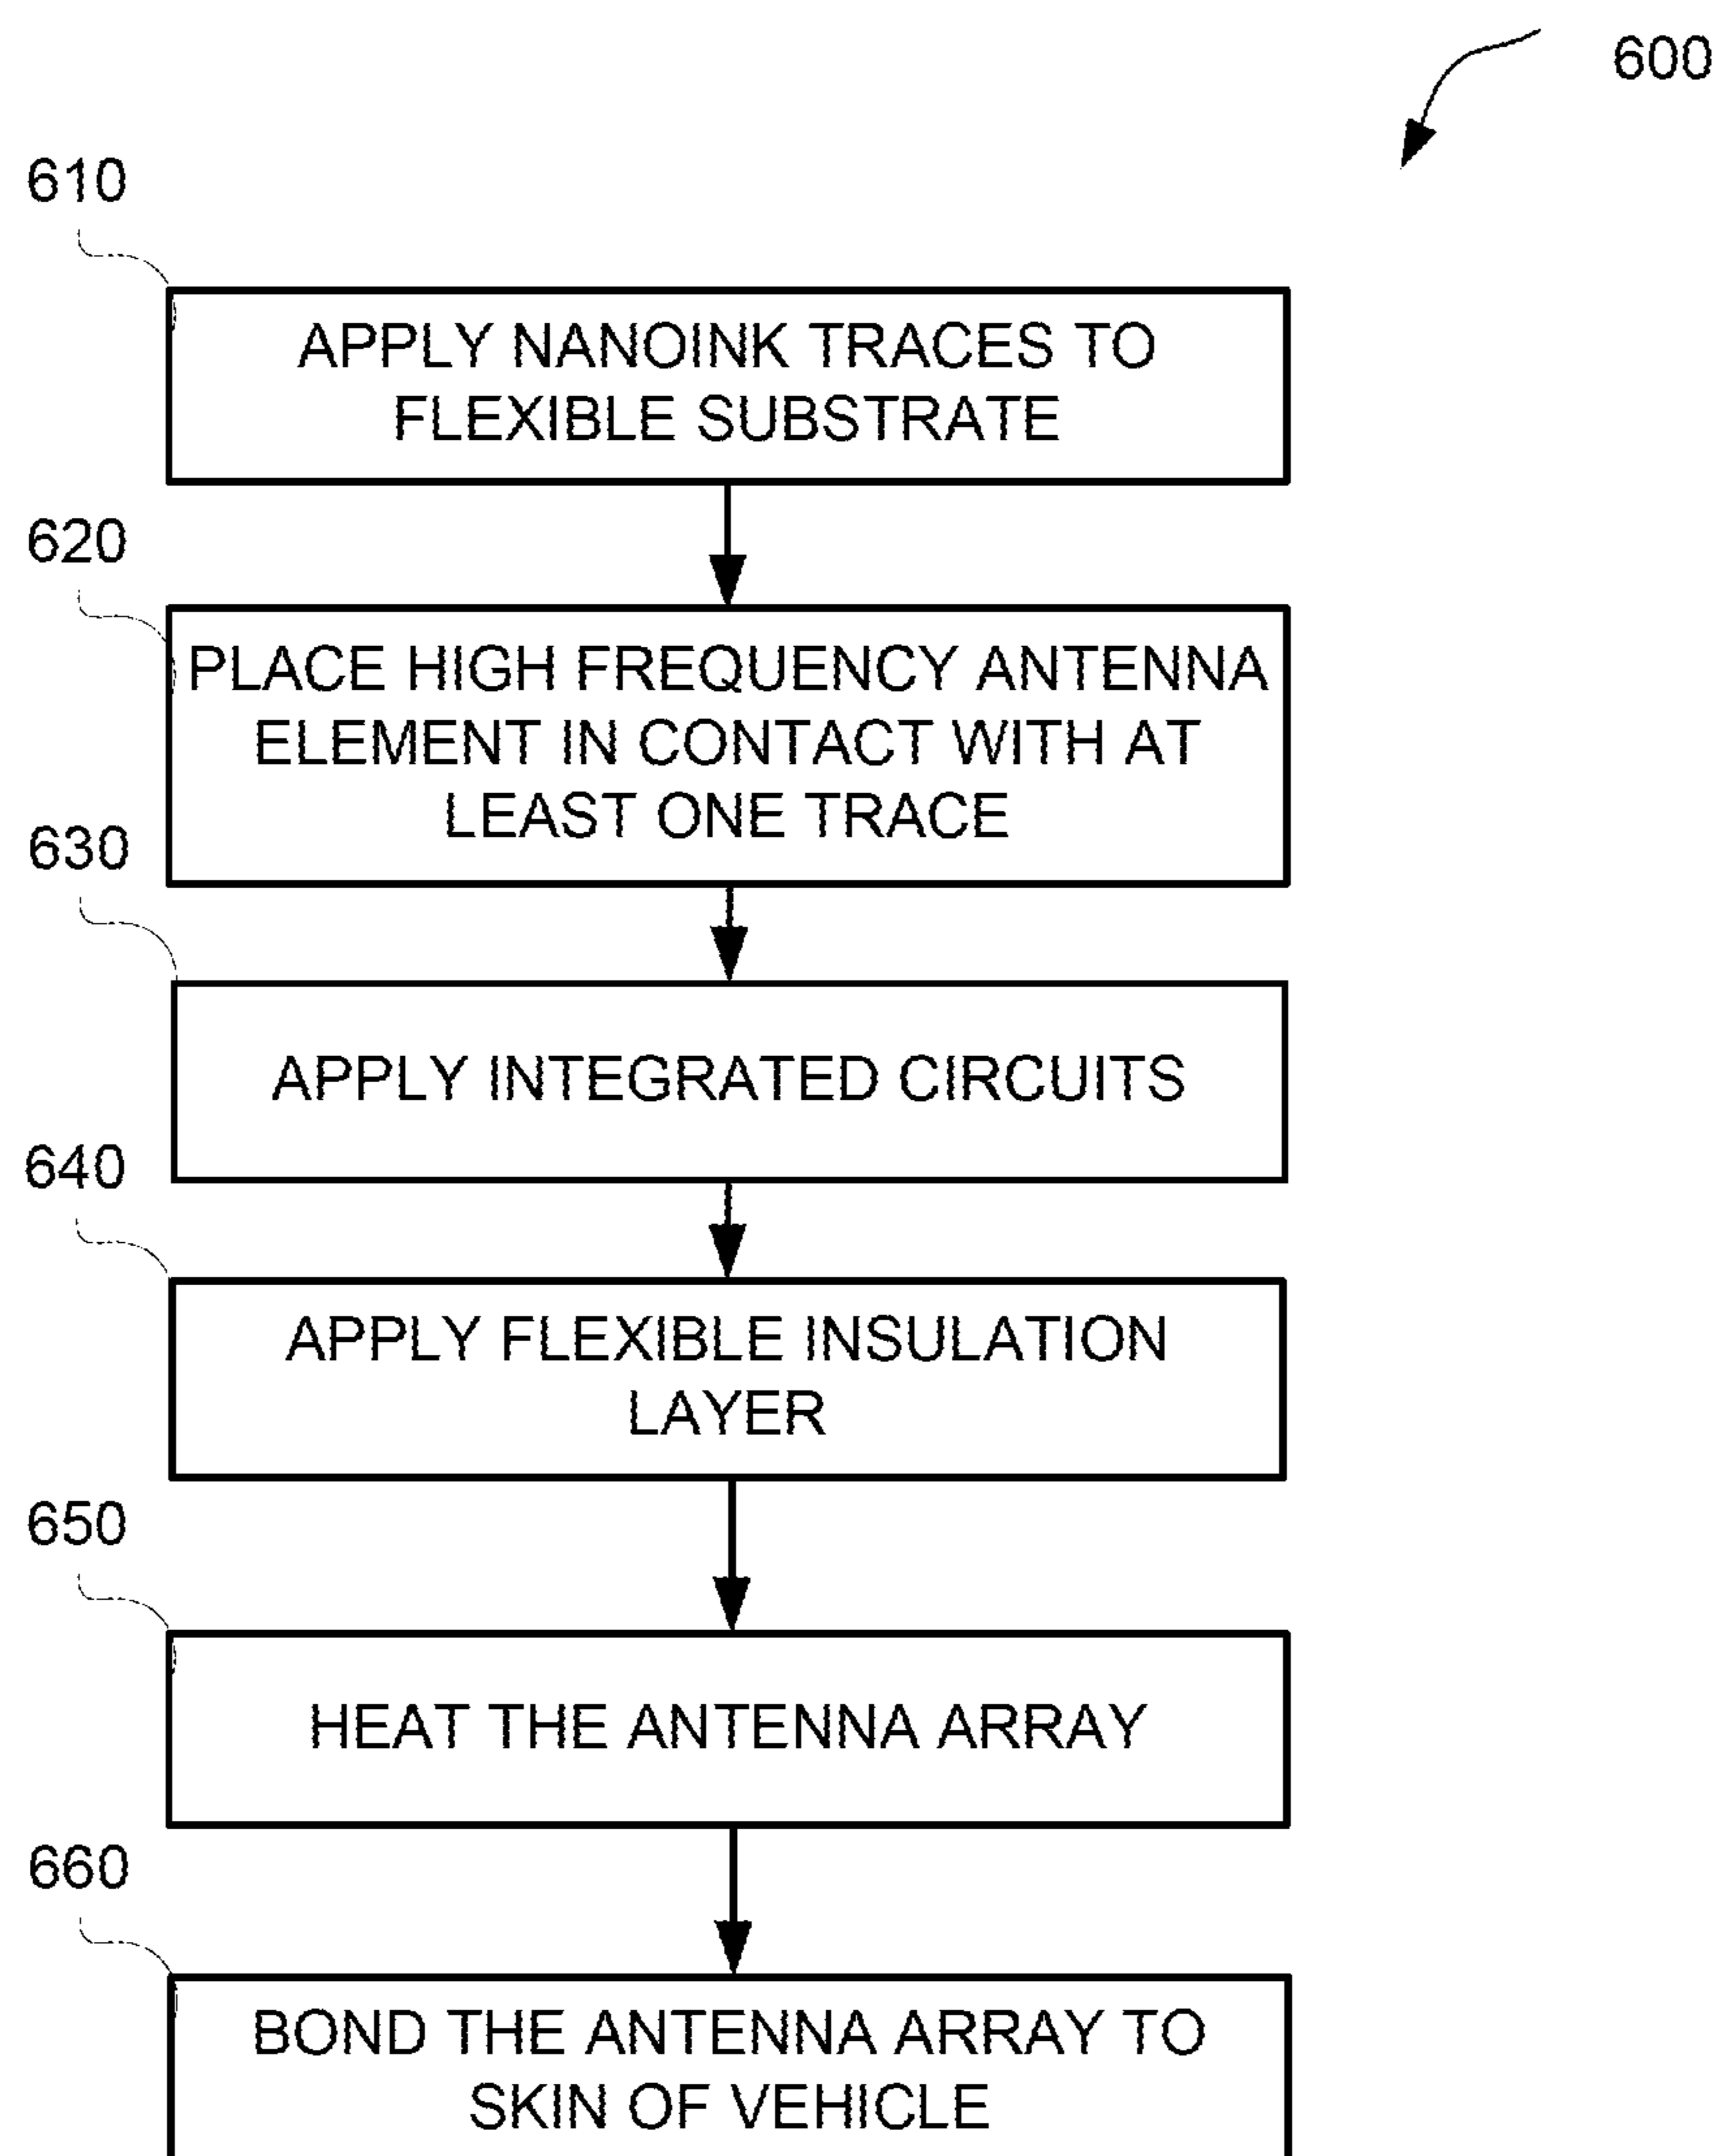 600
610
APPLY NANOINK TRACES TO
FLEXIBLE SUBSTRATE
620
PLACE HIGH FREQUENCY ANTENNA
ELEMENT IN CONTACT WITH AT
LEAST ONE TRACE
630
APPLY INTEGRATED CIRCUITS
640
APPLY FLEXIBLE INSULATION
LAYER
650
HEAT THE ANTENNA ARRAY
660
BOND THE ANTENNA ARRAY TO
SKIN OF VEHICLE